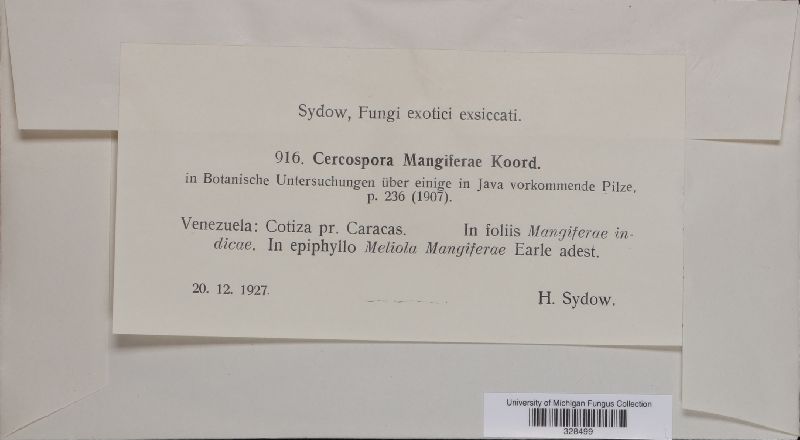 Sydow, Fungi exotici exsiccati.
916. Cercospora Mangiferae Koord.
in Botanische Untersuchungen über einige in Java vorkommende Pilze,
p. 236 (1907).
Venezuela: Cotiza pr. Caracas. In foliis Mangiferae in-
dicae. In epiphyllo Meliola Mangiferae Earle adest.
20. 12. 1927.
H. Sydow.
University of Michigan Fungus Collection
328499